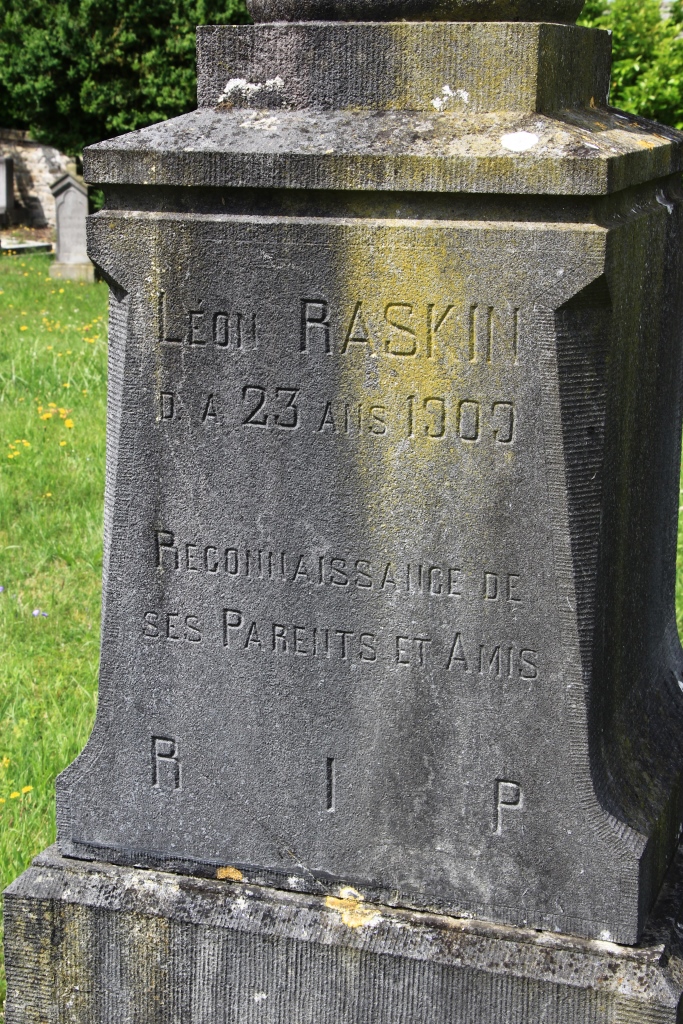 LÉON RASKIN
D. A 23 ANS 1909
RECONNAISSANCE DE
SES PARENTS ET AMIS
R I P